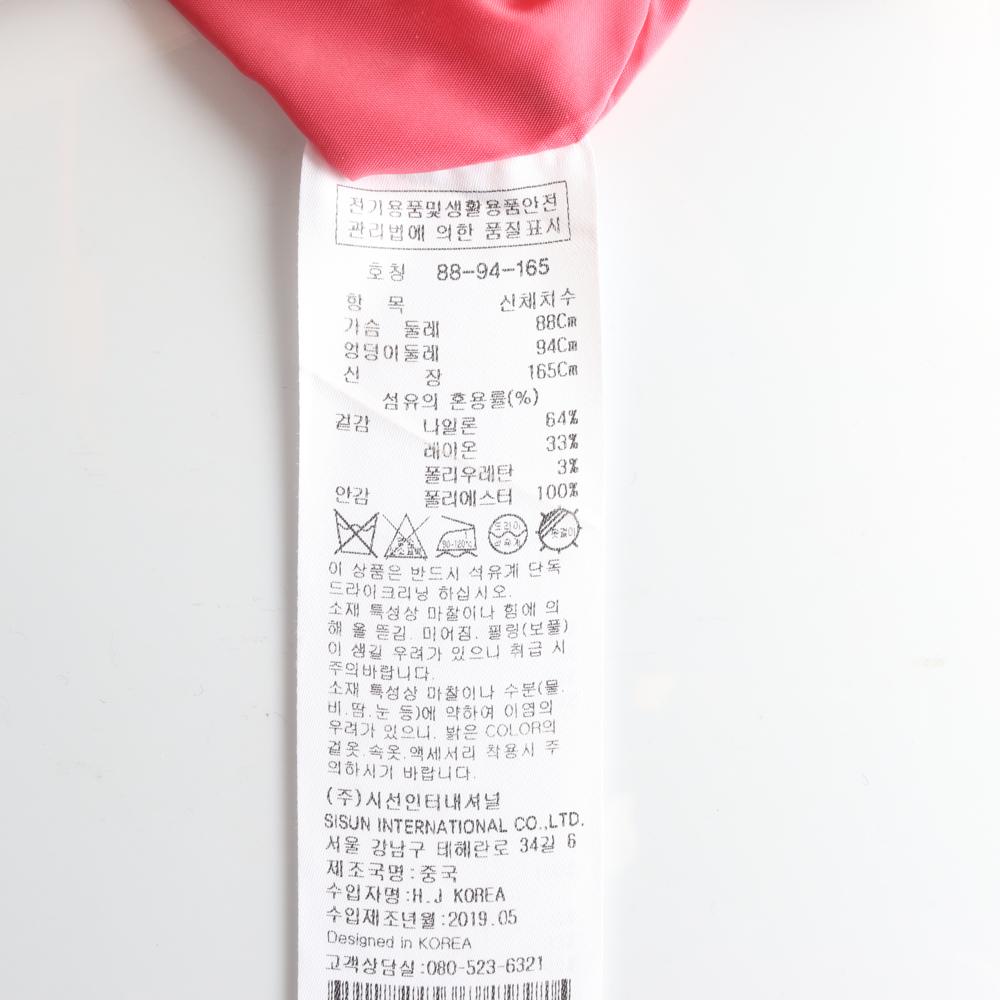 전기용품및생활용품안전
관리법에 의한 품질표시
호칭 88-94-165
항 목 신체치수
가슴 둘레 88Cm
엉덩이둘레 94Cm
신 장 165Cm
섬유의 혼용률(%)
겉감 나일론 64%
레이온 33%
폴리우레탄 3%
안감 폴리에스터 100%
90-120℃ 드라이 석유계 옷걸이
이 상품은 반드시 석유계 단독
드라이크리닝 하십시오.
소재 특성상 마찰이나 힘에 의
해 올 뜯김. 미어짐. 필링(보풀)
이 생길 우려가 있으니 취급 시
주의바랍니다.
소재 특성상 마찰이나 수분(물.
비.땀.눈 등)에 약하여 이염의
우려가 있으니. 밝은 COLOR의
겉옷.속옷.액세서리 착용시 주
의하시기 바랍니다.
(주)시선인터내셔널
SISUN INTERNATIONAL CO.,LTD.
서울 강남구 테헤란로 34길 6
제조국명:중국
수입자명:H.J KOREA
수입제조년월:2019.05
Designed in KOREA
고객상담실:080-523-6321